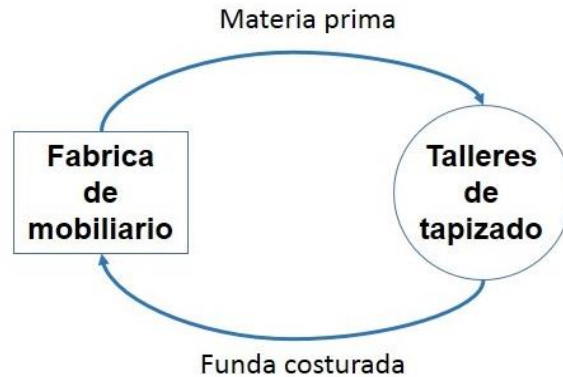 Materia prima
Fabrica
de
mobiliario
Talleres
de
tapizado
Funda costurada